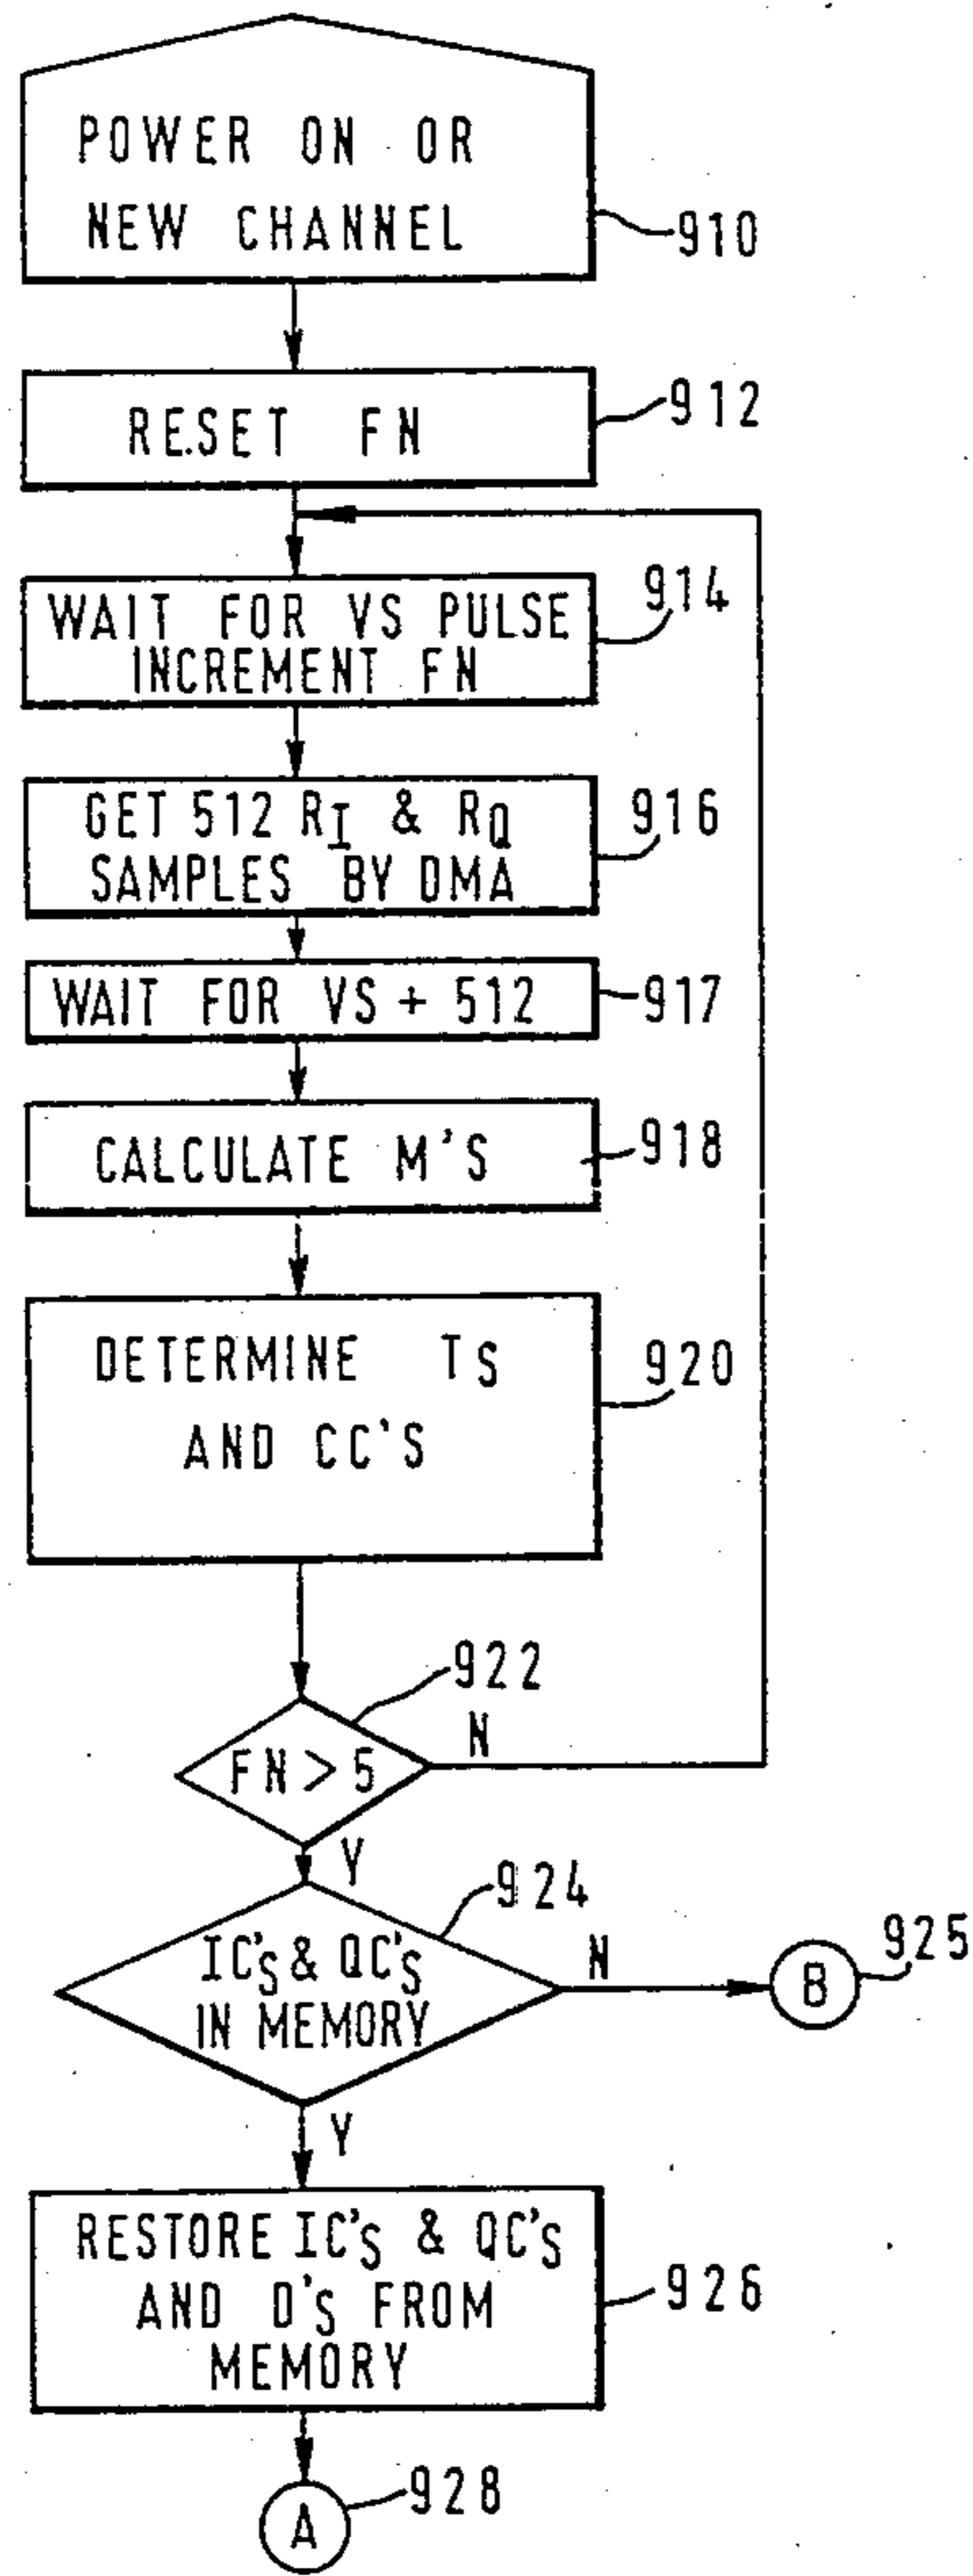 POWER ON OR
NEW CHANNEL
910
RESET FN
912
WAIT FOR VS PULSE
INCREMENT FN
914
GET 512 RI & RQ
SAMPLES BY DMA
916
WAIT FOR VS + 512
917
CALCULATE M'S
918
DETERMINE TS
AND CC'S
920
FN > 5
922
N
Y
IC'S & QC'S
IN MEMORY
924
N
B
925
Y
RESTORE IC'S & QC'S
AND D'S FROM
MEMORY
926
A
928